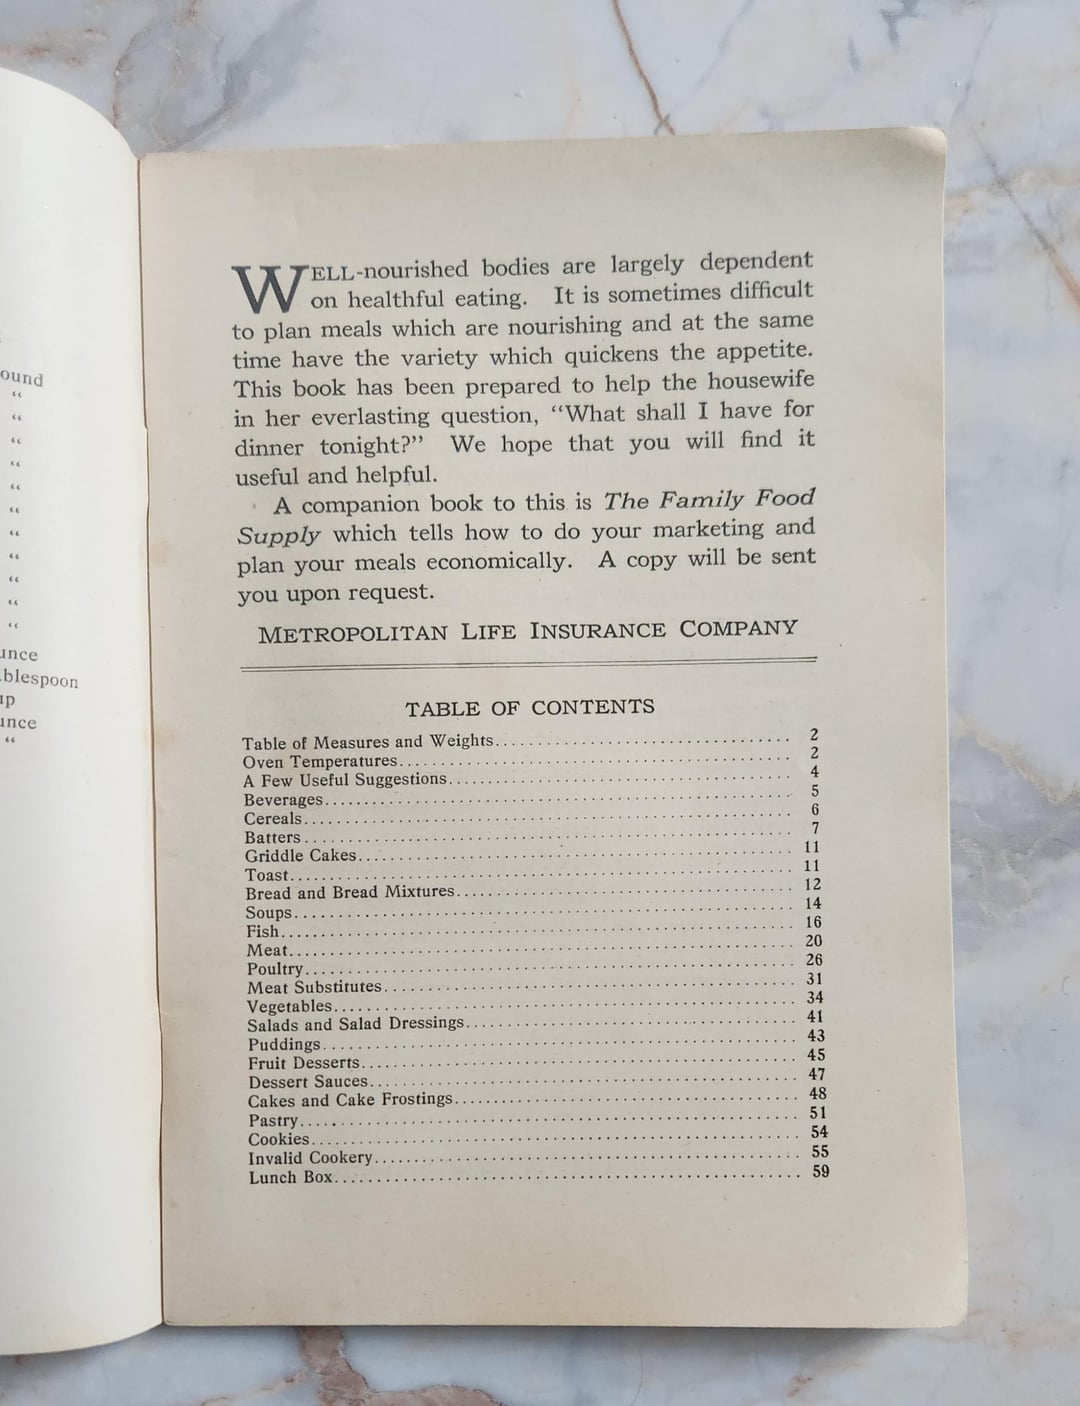 ound
“
“
“
“
“
“
“
“
“
“
“
unce
blespoon
up
unce
“
WELL-nourished bodies are largely dependent
on healthful eating. It is sometimes difficult
to plan meals which are nourishing and at the same
time have the variety which quickens the appetite.
This book has been prepared to help the housewife
in her everlasting question, “What shall I have for
dinner tonight?” We hope that you will find it
useful and helpful.
A companion book to this is The Family Food
Supply which tells how to do your marketing and
plan your meals economically. A copy will be sent
you upon request.
METROPOLITAN LIFE INSURANCE COMPANY
TABLE OF CONTENTS
Table of Measures and Weights 2
Oven Temperatures 2
A Few Useful Suggestions 4
Beverages 5
Cereals 6
Batters 7
Griddle Cakes 11
Toast 11
Bread and Bread Mixtures 12
Soups 14
Fish 16
Meat 20
Poultry 26
Meat Substitutes 31
Vegetables 34
Salads and Salad Dressings 41
Puddings 43
Fruit Desserts 45
Dessert Sauces 47
Cakes and Cake Frostings 48
Pastry 51
Cookies 54
Invalid Cookery 55
Lunch Box 59